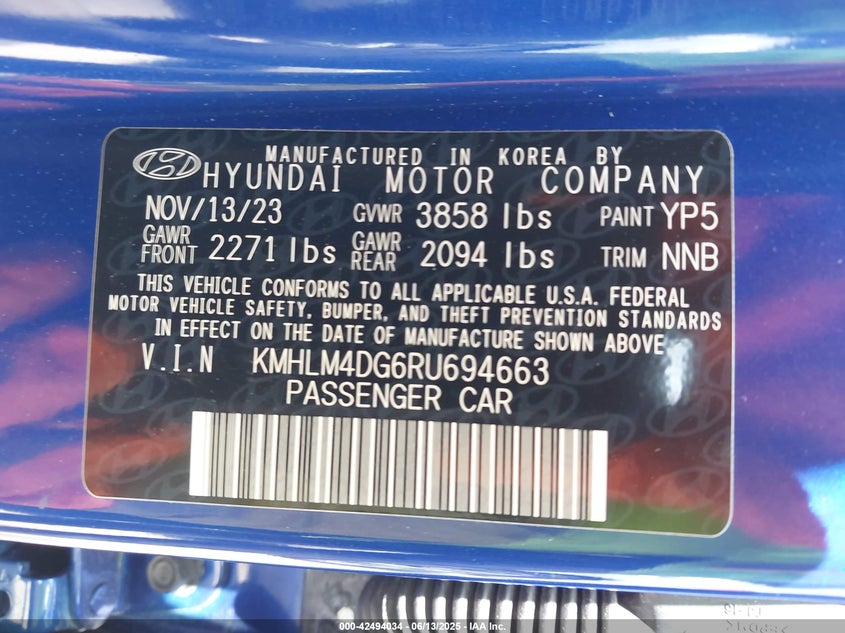 MANUFACTURED IN KOREA BY
HYUNDAI MOTOR COMPANY
NOV/13/23 GVWR 3858 lbs PAINT YP5
GAWR FRONT 2271 lbs GAWR REAR 2094 lbs TRIM NNB
THIS VEHICLE CONFORMS TO ALL APPLICABLE U.S.A. FEDERAL
MOTOR VEHICLE SAFETY, BUMPER, AND THEFT PREVENTION STANDARDS
IN EFFECT ON THE DATE OF MANUFACTURE SHOWN ABOVE
V.I.N KMHLM4DG6RU694663
PASSENGER CAR
000-42494034 - 06/13/2025 - IAA Inc.